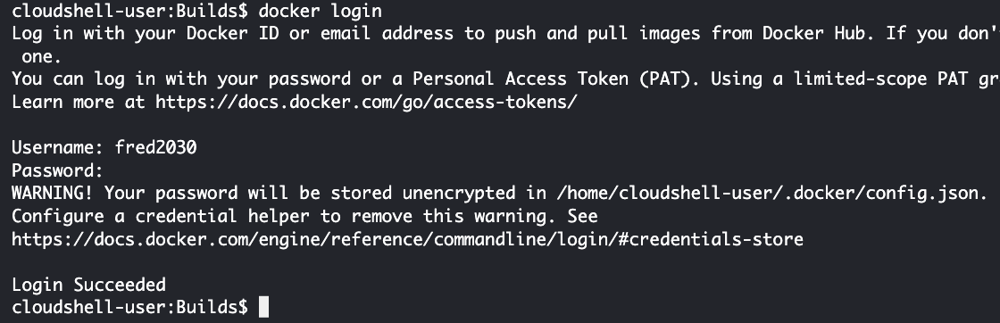 cloudshell-user:Builds$ docker login
Log in with your Docker ID or email address to push and pull images from Docker Hub. If you don'
one.
You can log in with your password or a Personal Access Token (PAT). Using a limited-scope PAT gr
Learn more at https://docs.docker.com/go/access-tokens/

Username: fred2030
Password:
WARNING! Your password will be stored unencrypted in /home/cloudshell-user/.docker/config.json.
Configure a credential helper to remove this warning. See
https://docs.docker.com/engine/reference/commandline/login/#credentials-store

Login Succeeded
cloudshell-user:Builds$